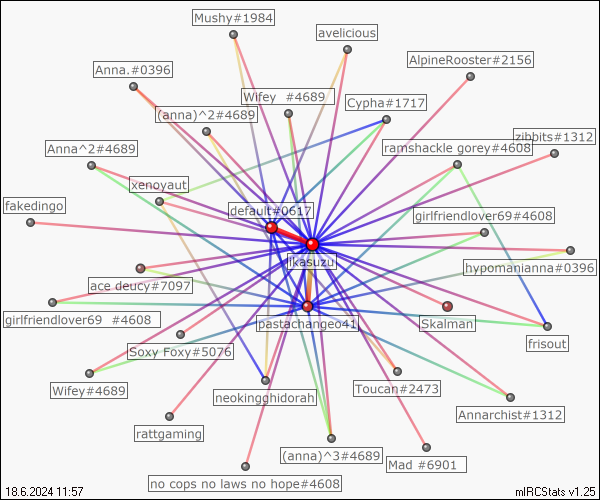 Mushy#1984
avelicious
AlpineRooster#2156
Anna.#0396
Wifey  #4689
Cypha#1717
(anna)^2#4689
zibbits#1312
Anna^2#4689
ramshackle gorey#4608
xenoyaut
fakedingo
default#0617
girlfriendlover69#4608
ikasuzu
hypomanianna#0396
ace deucy#7097
girlfriendlover69  #4608
pastachangeo41
Skalman
frisout
Soxy Foxy#5076
Wifey#4689
neokingghidorah
Toucan#2473
Annarchist#1312
rattgaming
(anna)^3#4689
Mad #6901
no cops no laws no hope#4608
18.6.2024 11:57
mIRCStats v1.25